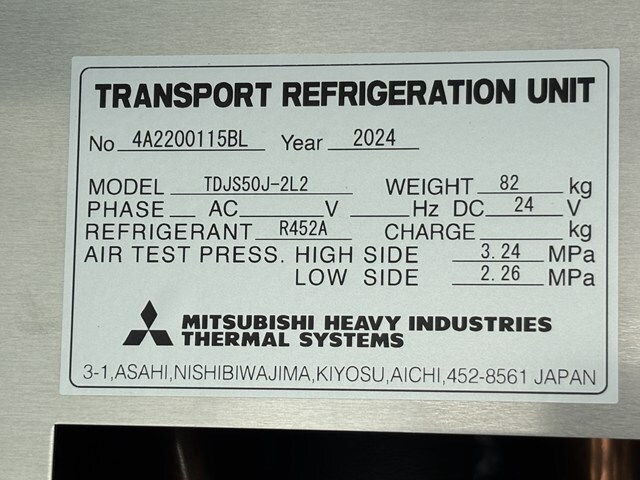 TRANSPORT REFRIGERATION UNIT
No 4A2200115BL Year 2024
MODEL TDJS50J-2L2 WEIGHT 82 kg
PHASE AC V Hz DC 24 V
REFRIGERANT R452A CHARGE kg
AIR TEST PRESS. HIGH SIDE 3.24 MPa
LOW SIDE 2.26 MPa
MITSUBISHI HEAVY INDUSTRIES
THERMAL SYSTEMS
3-1,ASAHI,NISHIBIWAJIMA,KIYOSU,AICHI,452-8561 JAPAN